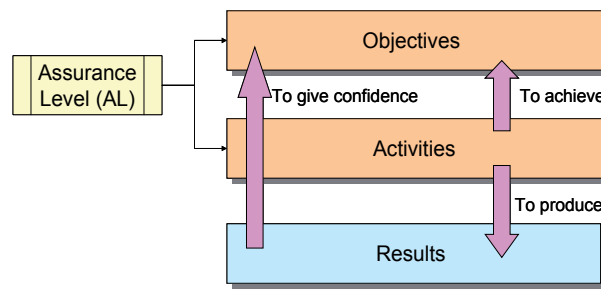 Objectives
Assurance
Level (AL)
To give confidence
To achieve
Activities
To produce
Results